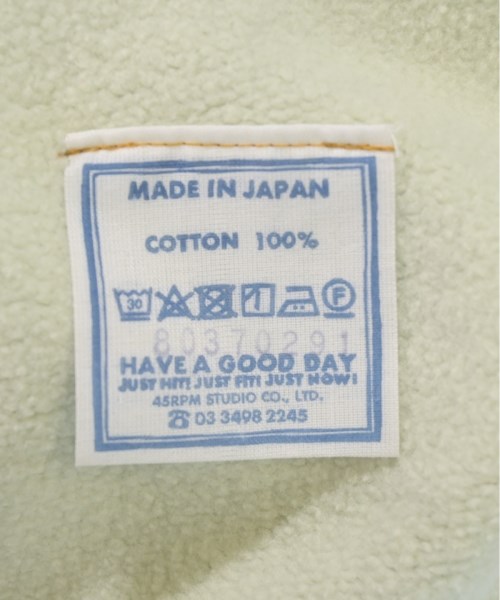 MADE IN JAPAN
COTTON 100%
30 F
80370291
HAVE A GOOD DAY
JUST HIT! JUST FIT! JUST NOW!
45RPM STUDIO CO., LTD.
☎ 03 3498 2245